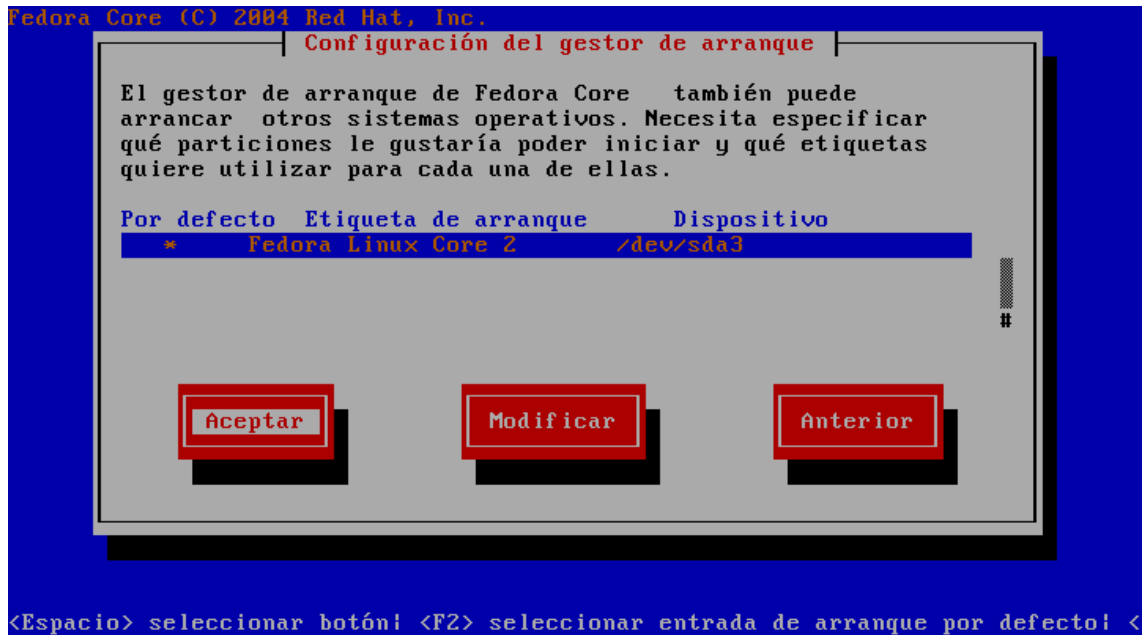 Fedora Core (C) 2004 Red Hat, Inc.
Configuración del gestor de arranque
El gestor de arranque de Fedora Core   también puede
arrancar  otros sistemas operativos. Necesita especificar
qué particiones le gustaría poder iniciar y qué etiquetas
quiere utilizar para cada una de ellas.
Por defecto  Etiqueta de arranque      Dispositivo
*     Fedora Linux Core 2       /dev/sda3
#
Aceptar Modificar Anterior
<Espacio> seleccionar botón| <F2> seleccionar entrada de arranque por defecto| <